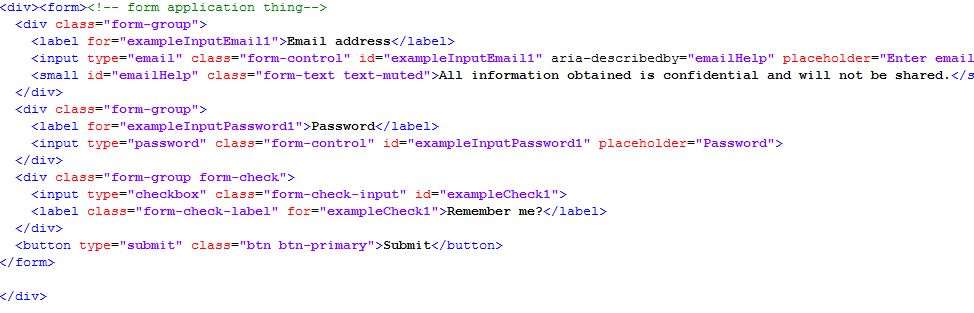 <div><form><!-- form application thing-->
<div class="form-group">
<label for="exampleInputEmail1">Email address</label>
<input type="email" class="form-control" id="exampleInputEmail1" aria-describedby="emailHelp" placeholder="Enter email
<small id="emailHelp" class="form-text text-muted">All information obtained is confidential and will not be shared.</s
</div>
<div class="form-group">
<label for="exampleInputPassword1">Password</label>
<input type="password" class="form-control" id="exampleInputPassword1" placeholder="Password">
</div>
<div class="form-group form-check">
<input type="checkbox" class="form-check-input" id="exampleCheck1">
<label class="form-check-label" for="exampleCheck1">Remember me?</label>
</div>
<button type="submit" class="btn btn-primary">Submit</button>
</form>
</div>